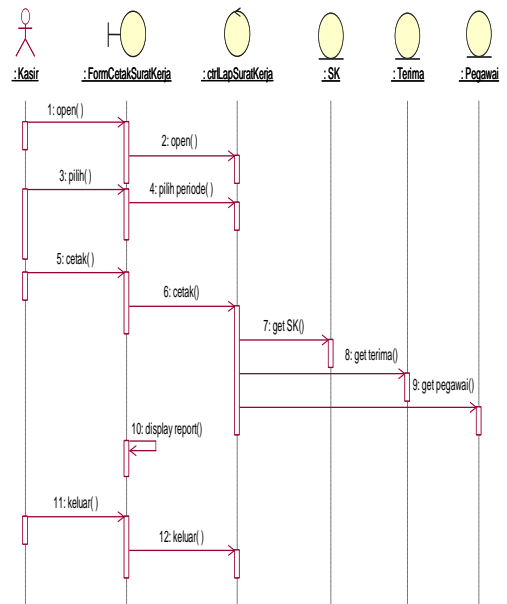 : Kasir
: FormCetakSuratKerja
: ctrlLapSuratKerja
: SK
: Terima
: Pegawai
1: open( )
2: open( )
3: pilih( )
4: pilih periode( )
5: cetak( )
6: cetak()
7: get SK()
8: get terima()
9: get pegawai()
10: display report()
11: keluar( )
12: keluar( )